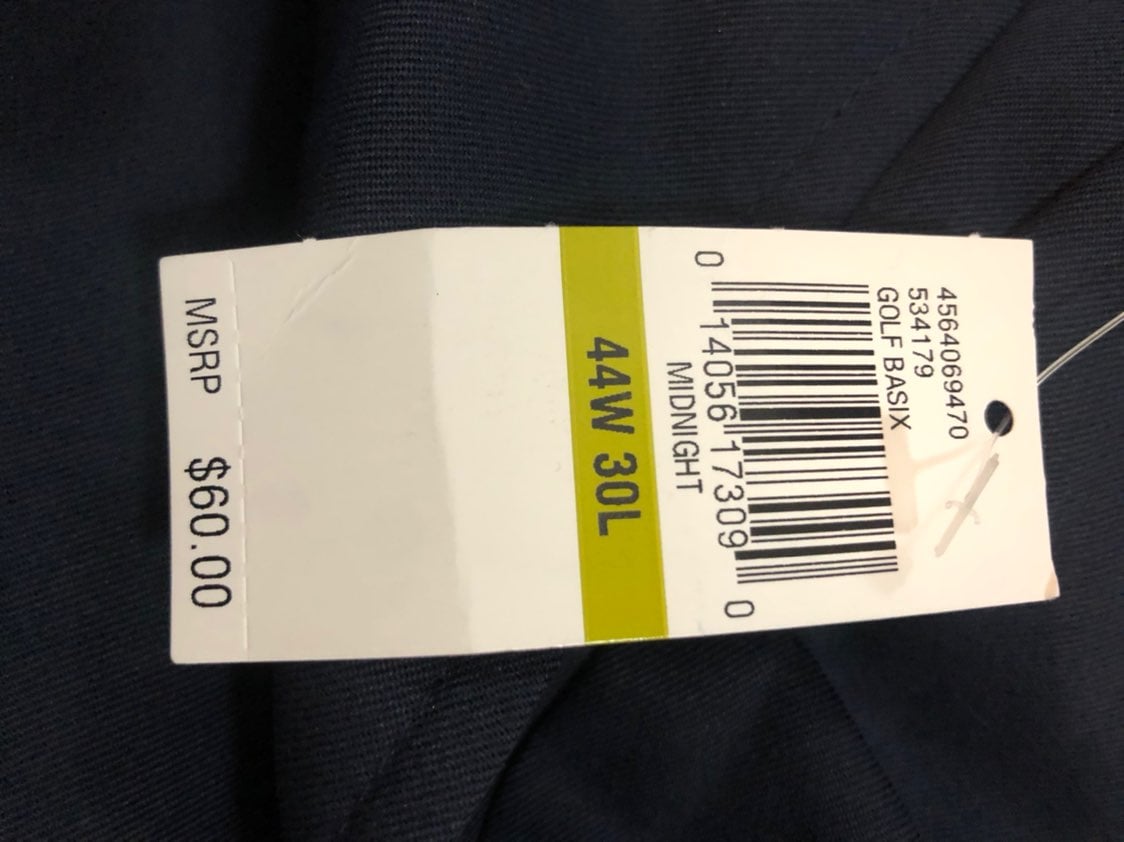 4564069470
534179
GOLF BASIX
0 14056 17309 0
MIDNIGHT
44W 30L
MSRP $60.00